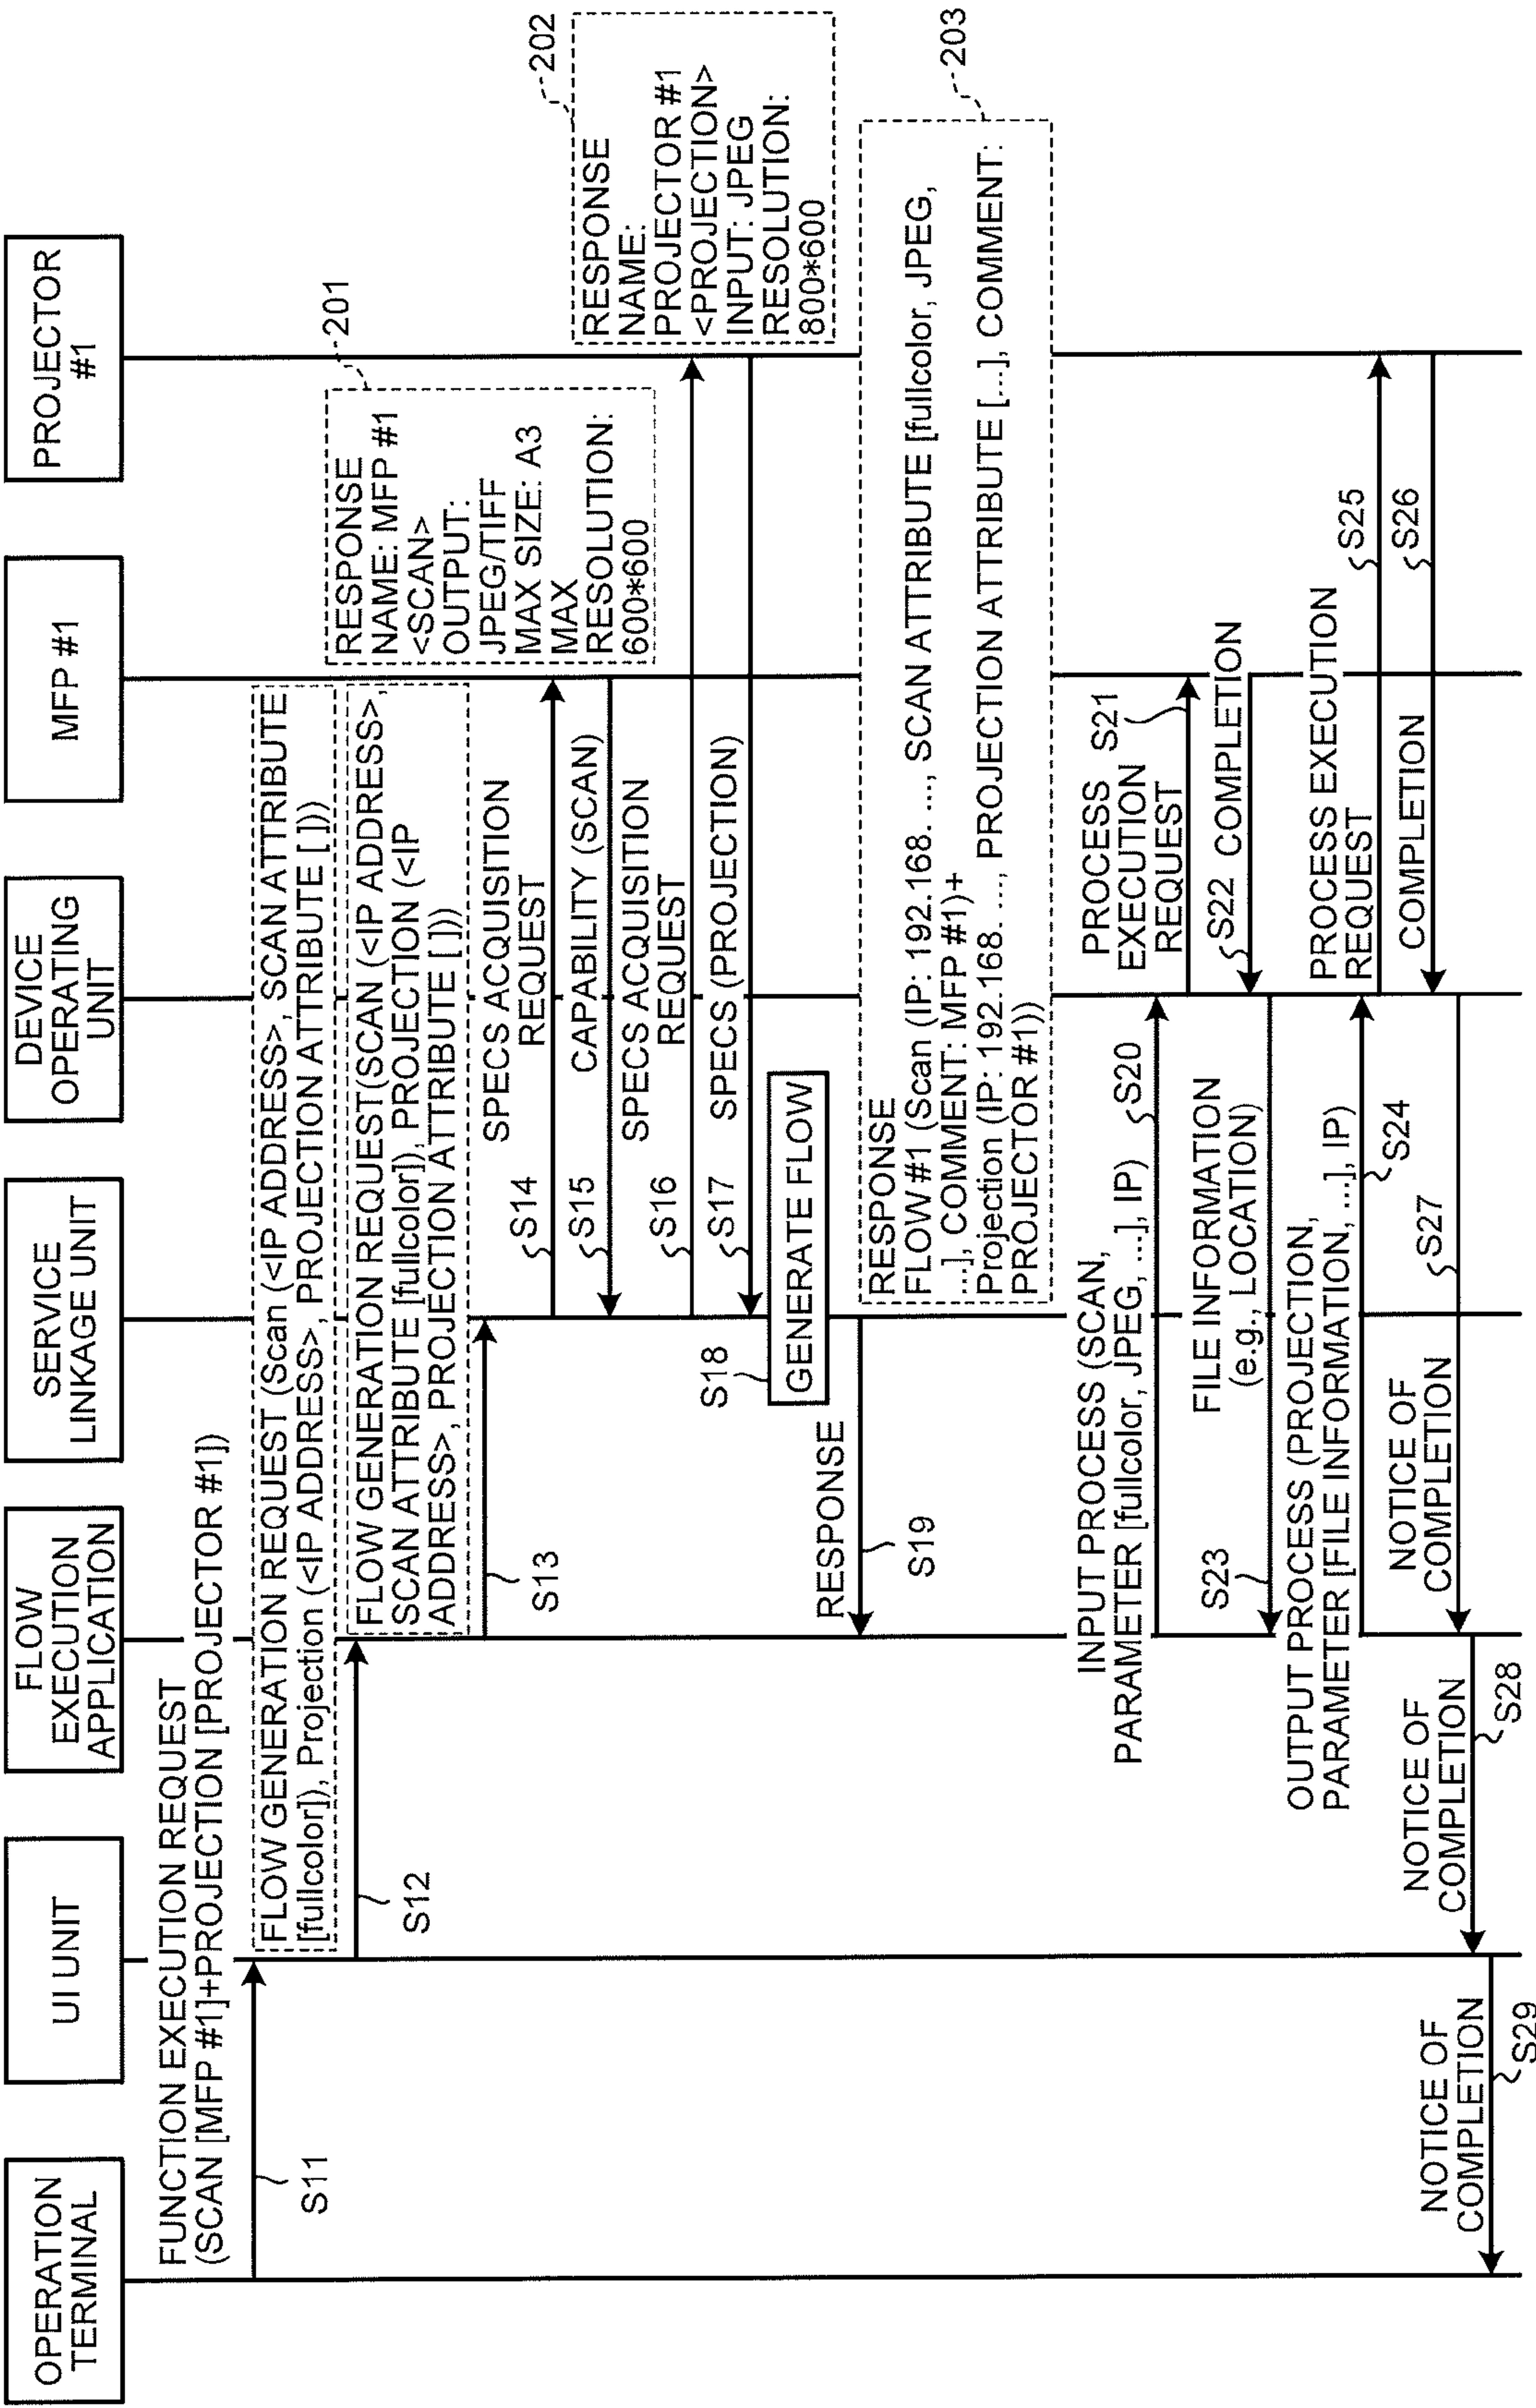 OPERATION
TERMINAL
UI UNIT
FLOW
EXECUTION
APPLICATION
SERVICE
LINKAGE UNIT
DEVICE
OPERATING
UNIT
MFP #1
PROJECTOR
#1
FUNCTION EXECUTION REQUEST
(SCAN [MFP #1]+PROJECTION [PROJECTOR #1])
S11
FLOW GENERATION REQUEST (Scan (<IP ADDRESS>, SCAN ATTRIBUTE
[fullcolor]), Projection (<IP ADDRESS>, PROJECTION ATTRIBUTE [ ]))
S12
FLOW GENERATION REQUEST(SCAN (<IP ADDRESS>,
SCAN ATTRIBUTE [fullcolor]), PROJECTION (<IP
ADDRESS>, PROJECTION ATTRIBUTE [ ]))
S13
201
RESPONSE
NAME: MFP #1
<SCAN>
OUTPUT:
JPEG/TIFF
MAX SIZE: A3
MAX
RESOLUTION:
600*600
SPECS ACQUISITION
REQUEST
S14
CAPABILITY (SCAN)
S15
SPECS ACQUISITION
REQUEST
S16
SPECS (PROJECTION)
S17
202
RESPONSE
NAME:
PROJECTOR #1
<PROJECTION>
INPUT: JPEG
RESOLUTION:
800*600
S18
GENERATE FLOW
RESPONSE
S19
203
RESPONSE
FLOW #1 (Scan (IP: 192.168. ..., SCAN ATTRIBUTE [fullcolor, JPEG,
...], COMMENT: MFP #1)+
Projection (IP: 192.168. ..., PROJECTION ATTRIBUTE [...], COMMENT:
PROJECTOR #1))
INPUT PROCESS (SCAN,
PARAMETER [fullcolor, JPEG, ...], IP)
S20
PROCESS
EXECUTION
REQUEST
S21
S22
COMPLETION
FILE INFORMATION
(e.g., LOCATION)
S23
OUTPUT PROCESS (PROJECTION,
PARAMETER [FILE INFORMATION, ...], IP)
S24
PROCESS EXECUTION
REQUEST
S25
COMPLETION
S26
NOTICE OF
COMPLETION
S27
NOTICE OF
COMPLETION
S28
NOTICE OF
COMPLETION
S29